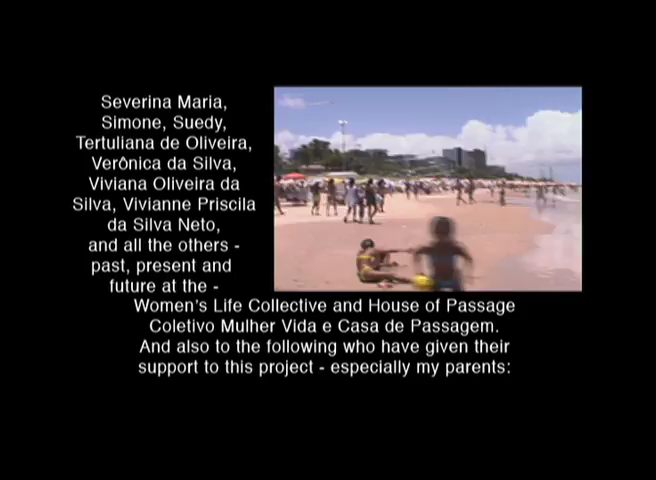 Severina Maria,
Simone, Suedy,
Tertuliana de Oliveira,
Verônica da Silva,
Viviana Oliveira da
Silva, Vivianne Priscila
da Silva Neto,
and all the others -
past, present and
future at the -
Women's Life Collective and House of Passage
Coletivo Mulher Vida e Casa de Passagem.
And also to the following who have given their
support to this project - especially my parents: